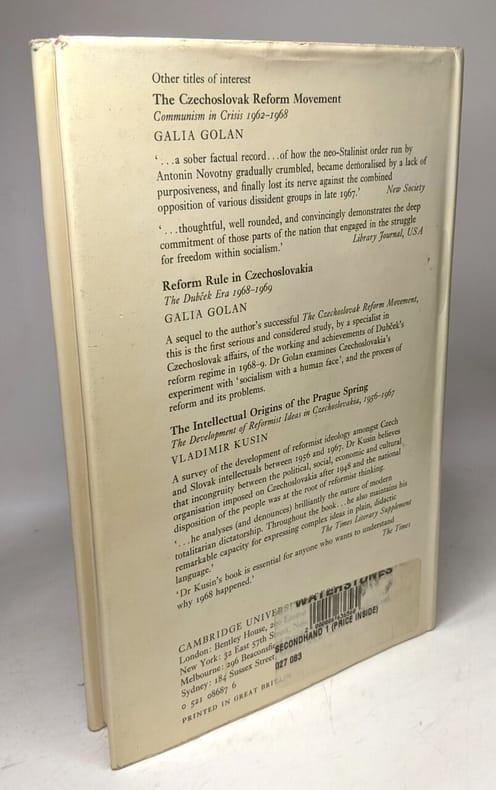 Other titles of interest
The Czechoslovak Reform Movement
Communism in Crisis 1962–1968
GALIA GOLAN
‘...a sober factual record...of how the neo-Stalinist order run by
Antonin Novotny gradually crumbled, became demoralised by a lack of
purposiveness, and finally lost its nerve against the combined
opposition of various dissident groups in late 1967.’ New Society
‘...thoughtful, well rounded, and convincingly demonstrates the deep
commitment of those parts of the nation that engaged in the struggle
for freedom within socialism.’ Library Journal, USA
Reform Rule in Czechoslovakia
The Dubček Era 1968–1969
GALIA GOLAN
A sequel to the author's successful The Czechoslovak Reform Movement,
this is the first serious and considered study, by a specialist in
Czechoslovak affairs, of the working and achievements of Dubček's
reform regime in 1968–9. Dr Golan examines Czechoslovakia's
experiment with ‘socialism with a human face’, and the process of
reform and its problems.
The Intellectual Origins of the Prague Spring
The Development of Reformist Ideas in Czechoslovakia, 1956–1967
VLADIMIR KUSIN
A survey of the development of reformist ideology amongst Czech
and Slovak intellectuals between 1956 and 1967. Dr Kusin believes
that incongruity between the political, social, economic and cultural
organisation imposed on Czechoslovakia after 1948 and the national
disposition of the people was at the root of reformist thinking.
‘...he analyses (and denounces) brilliantly the nature of modern
totalitarian dictatorship. Throughout the book...he also maintains his
remarkable capacity for expressing complex ideas in plain, didactic
language.’ The Times Literary Supplement
‘Dr Kusin's book is essential for anyone who wants to understand
why 1968 happened.’ The Times
CAMBRIDGE
London: Bentley House,
New York: 32 East 57th
Melbourne: 296
Sydney: 184 Sussex Street,
0 521 08687 6
PRINTED IN GREAT
WATERSTONES
SECONDHAND 1 (PRICE INSIDE)
027 083